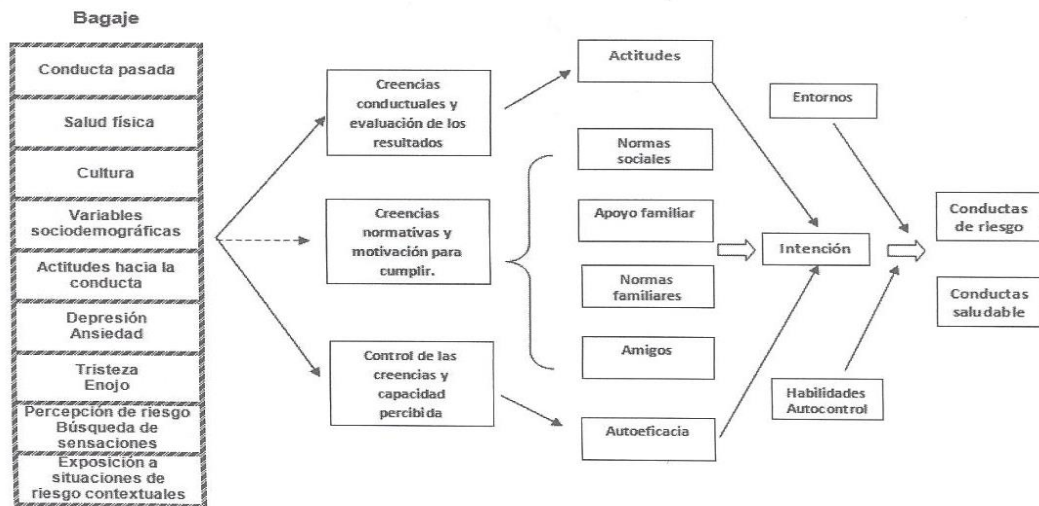 Bagaje
Conducta pasada
Salud física
Cultura
Variables
sociodemográficas
Actitudes hacia la
conducta
Depresión
Ansiedad
Tristeza
Enojo
Percepción de riesgo
Búsqueda de
sensaciones
Exposición a
situaciones de
riesgo contextuales
Creencias
conductuales y
evaluación de los
resultados
Creencias
normativas y
motivación para
cumplir.
Control de las
creencias y
capacidad
percibida
Actitudes
Normas
sociales
Apoyo familiar
Normas
familiares
Amigos
Autoeficacia
Entornos
Intención
Habilidades
Autocontrol
Conductas
de riesgo
Conductas
saludable